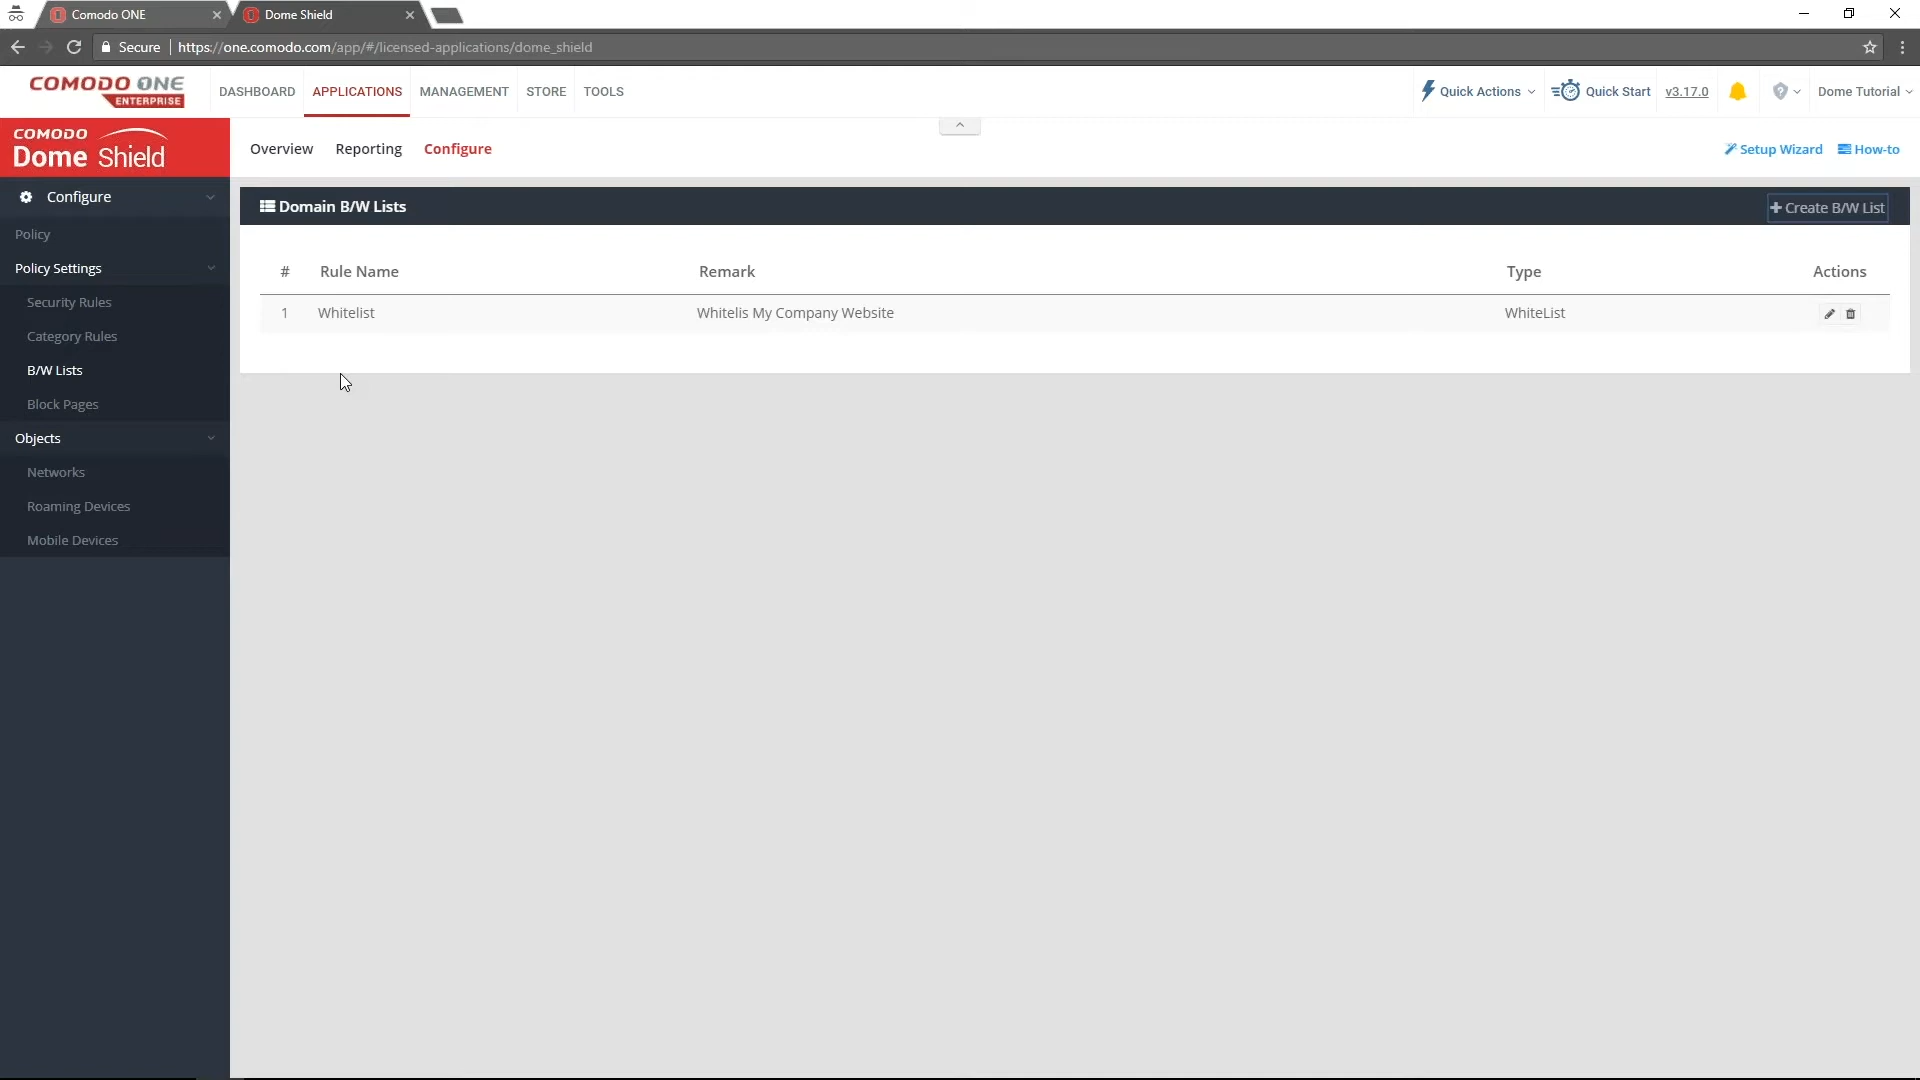 Comodo ONE
Dome Shield
Secure https://one.comodo.com/app/#/licensed-applications/dome_shield
COMODO ONE
ENTERPRISE
DASHBOARD APPLICATIONS MANAGEMENT STORE TOOLS
Quick Actions Quick Start v3.17.0 Dome Tutorial
COMODO
Dome Shield
Overview Reporting Configure
Setup Wizard How-to
Configure
Policy
Policy Settings
Security Rules
Category Rules
B/W Lists
Block Pages
Objects
Networks
Roaming Devices
Mobile Devices
Domain B/W Lists
Create B/W List
# Rule Name Remark Type Actions
1 Whitelist Whitelis My Company Website WhiteList